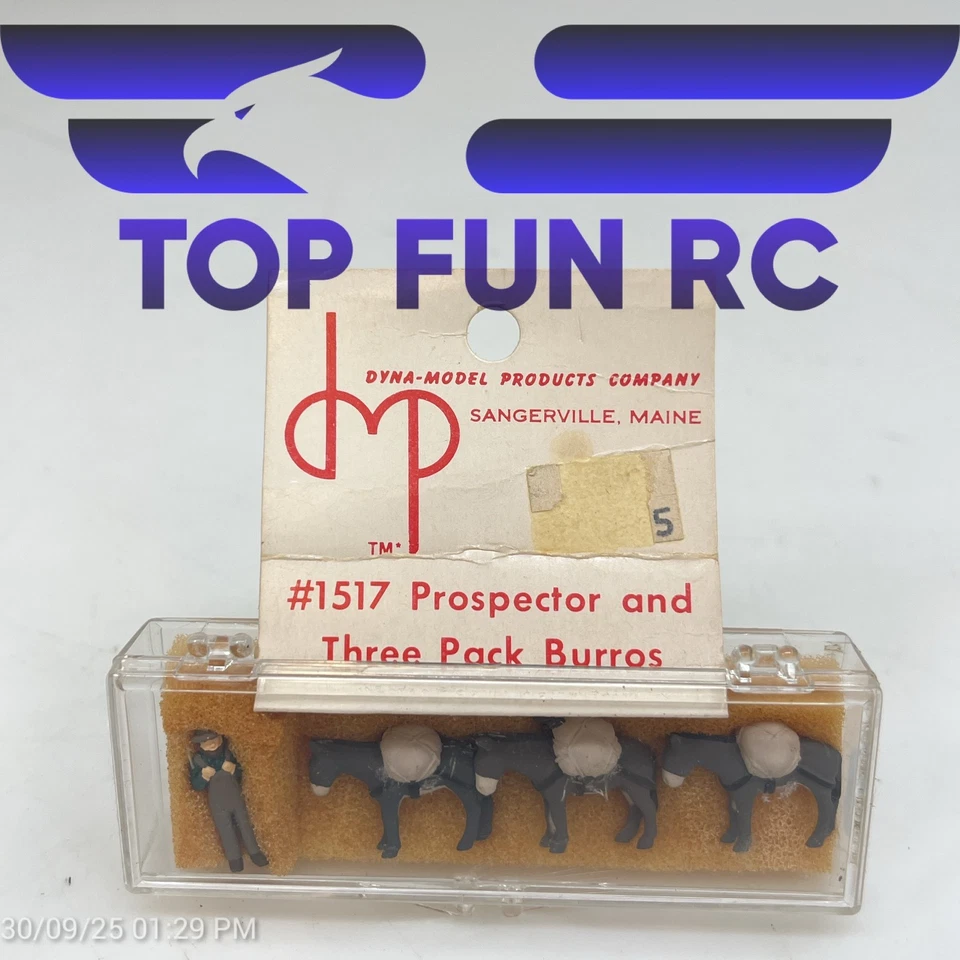 TOP FUN RC
DYNA-MODEL PRODUCTS COMPANY
SANGERVILLE, MAINE
dmp
5
TM*
#1517 Prospector and
Three Pack Burros
30/09/25 01:29 PM